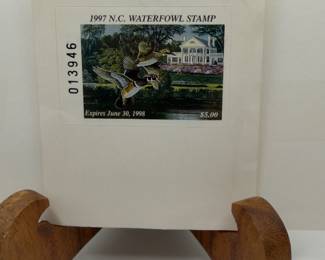 1997 N.C. WATERFOWL STAMP
013946
Expires June 30, 1998 $5.00